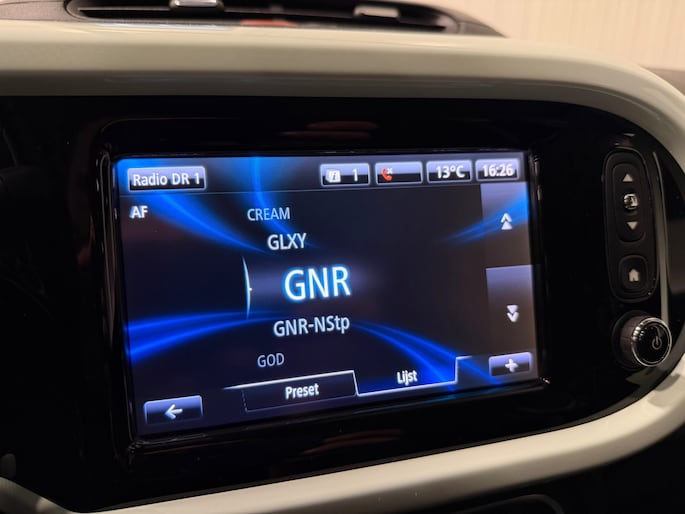 Radio DR 1
1
13°C
16:26
AF
CREAM
GLXY
GNR
GNR-NStp
GOD
Preset
Lijst